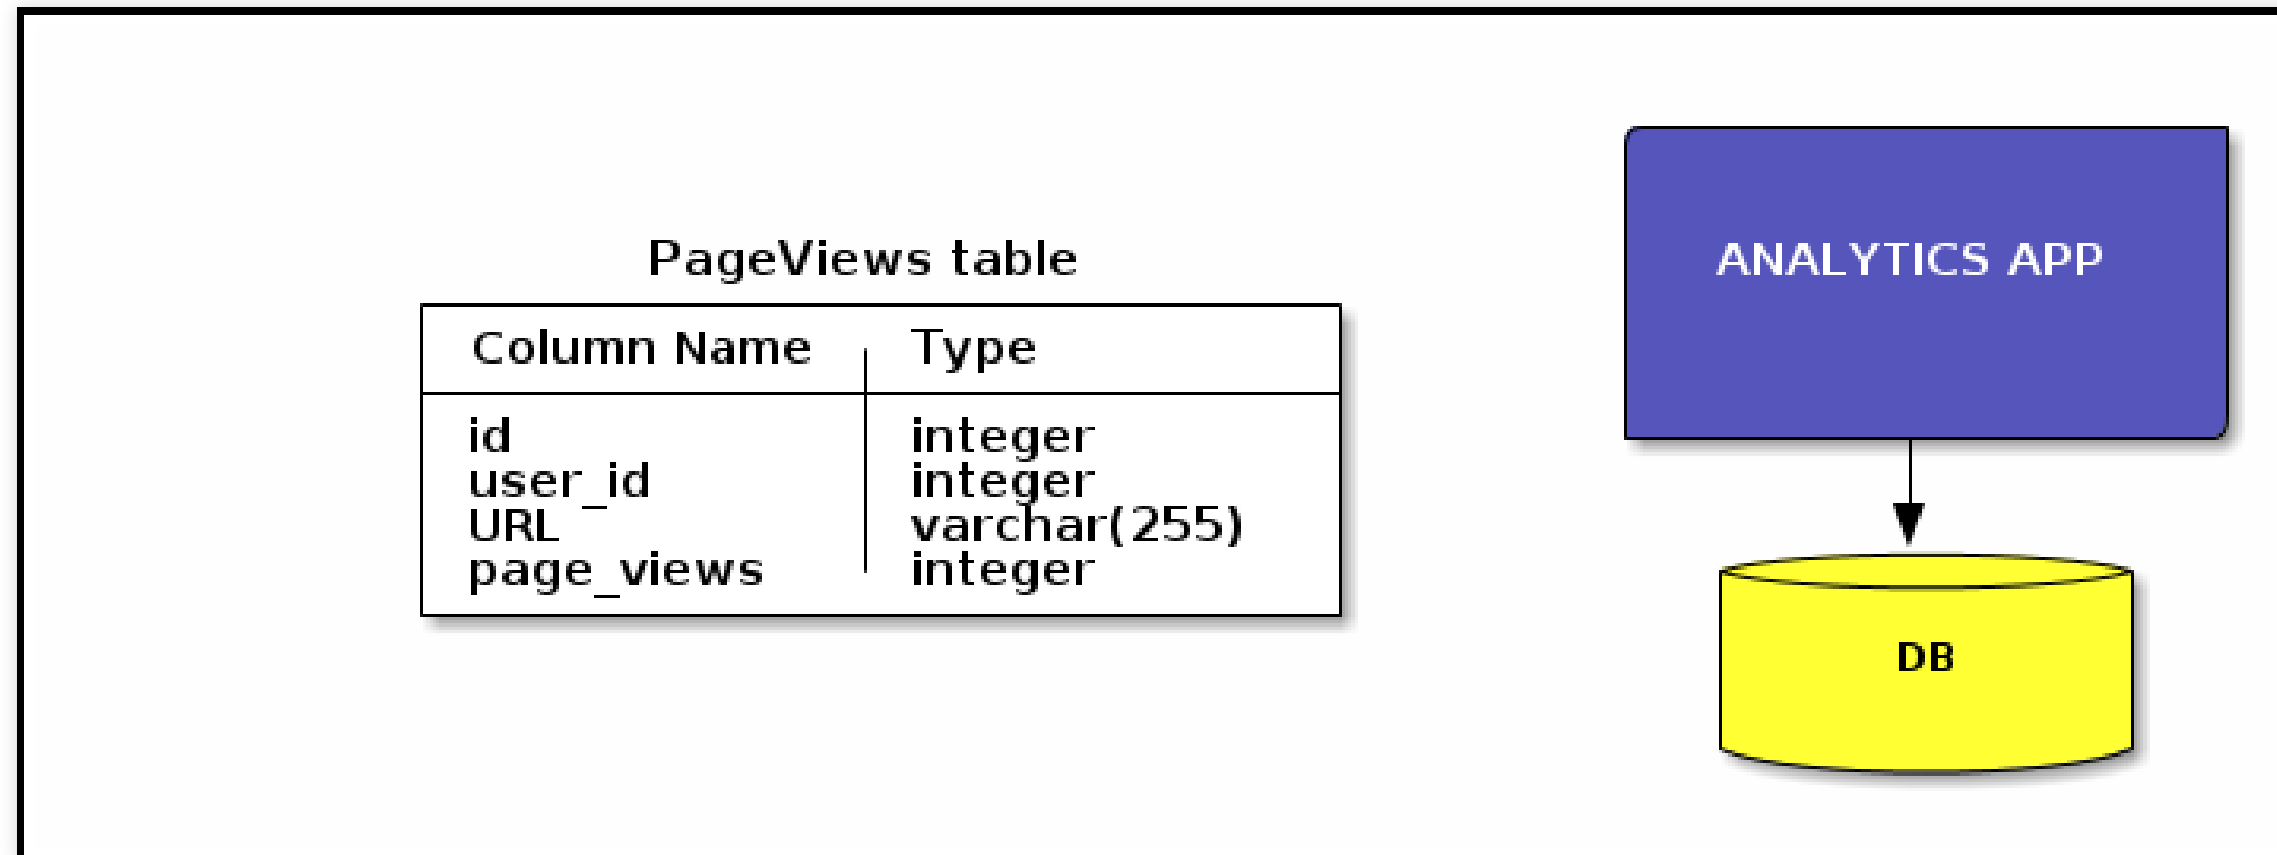 PageViews table
Column Name Type
id integer
user_id integer
URL varchar(255)
page_views integer
ANALYTICS APP
DB